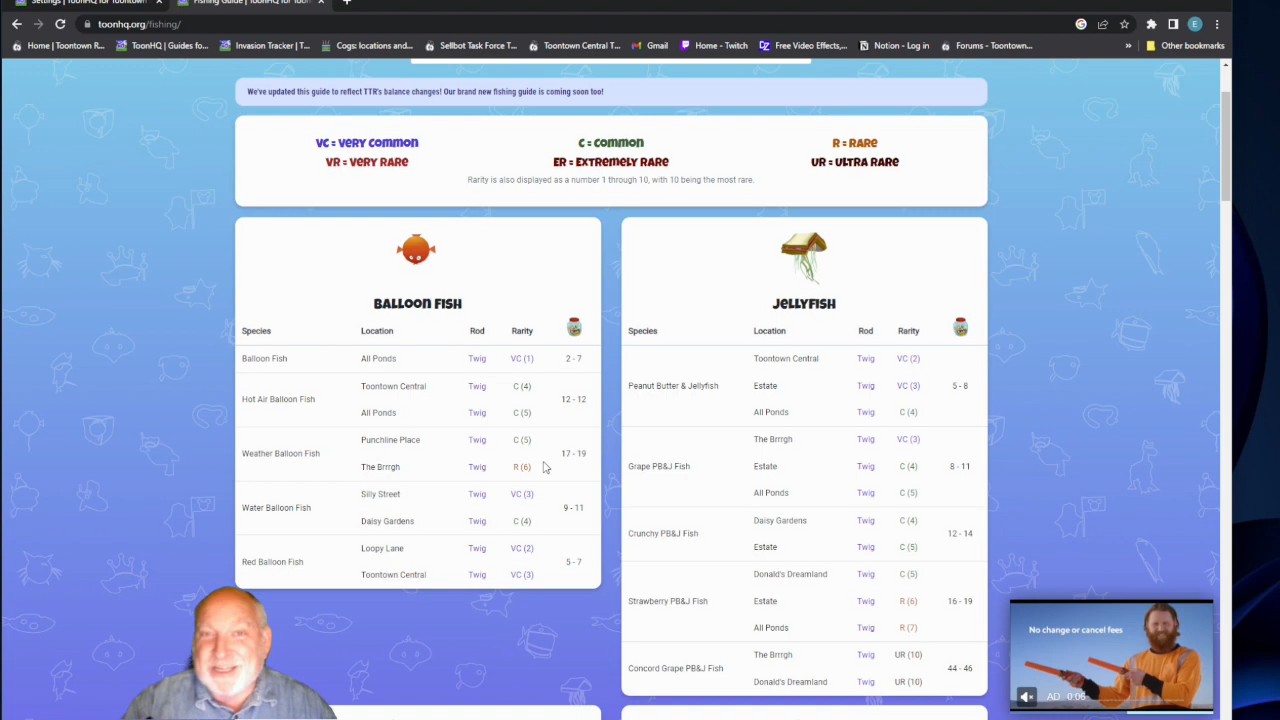 Settings | ToonHQ for Toontown
Fishing Guide | ToonHQ for Toon
toonhq.org/fishing/
E
Home | Toontown R...
ToonHQ | Guides fo...
Invasion Tracker | T...
Cogs: locations and...
Sellbot Task Force T...
Toontown Central T...
Gmail
Home - Twitch
Free Video Effects,...
Notion - Log in
Forums - Toontown...
»
Other bookmarks
We've updated this guide to reflect TTR's balance changes! Our brand new fishing guide is coming soon too!
VC = Very Common C = Common R = Rare
VR = Very Rare ER = Extremely Rare UR = Ultra Rare
Rarity is also displayed as a number 1 through 10, with 10 being the most rare.
Balloon Fish
Species Location Rod Rarity
Balloon Fish All Ponds Twig VC (1) 2 - 7
Toontown Central Twig C (4)
Hot Air Balloon Fish 12 - 12
All Ponds Twig C (5)
Punchline Place Twig C (5)
Weather Balloon Fish 17 - 19
The Brrrgh Twig R (6)
Silly Street Twig VC (3)
Water Balloon Fish 9 - 11
Daisy Gardens Twig C (4)
Loopy Lane Twig VC (2)
Red Balloon Fish 5 - 7
Toontown Central Twig VC (3)
Jellyfish
Species Location Rod Rarity
Toontown Central Twig VC (2)
Peanut Butter & Jellyfish Estate Twig VC (3) 5 - 8
All Ponds Twig C (4)
The Brrrgh Twig VC (3)
Grape PB&J Fish Estate Twig C (4) 8 - 11
All Ponds Twig C (5)
Daisy Gardens Twig C (4)
Crunchy PB&J Fish 12 - 14
Estate Twig C (5)
Donald's Dreamland Twig C (5)
Strawberry PB&J Fish Estate Twig R (6) 16 - 19
All Ponds Twig R (7)
The Brrrgh Twig UR (10)
Concord Grape PB&J Fish 44 - 46
Donald's Dreamland Twig UR (10)
No change or cancel fees
AD 0:06